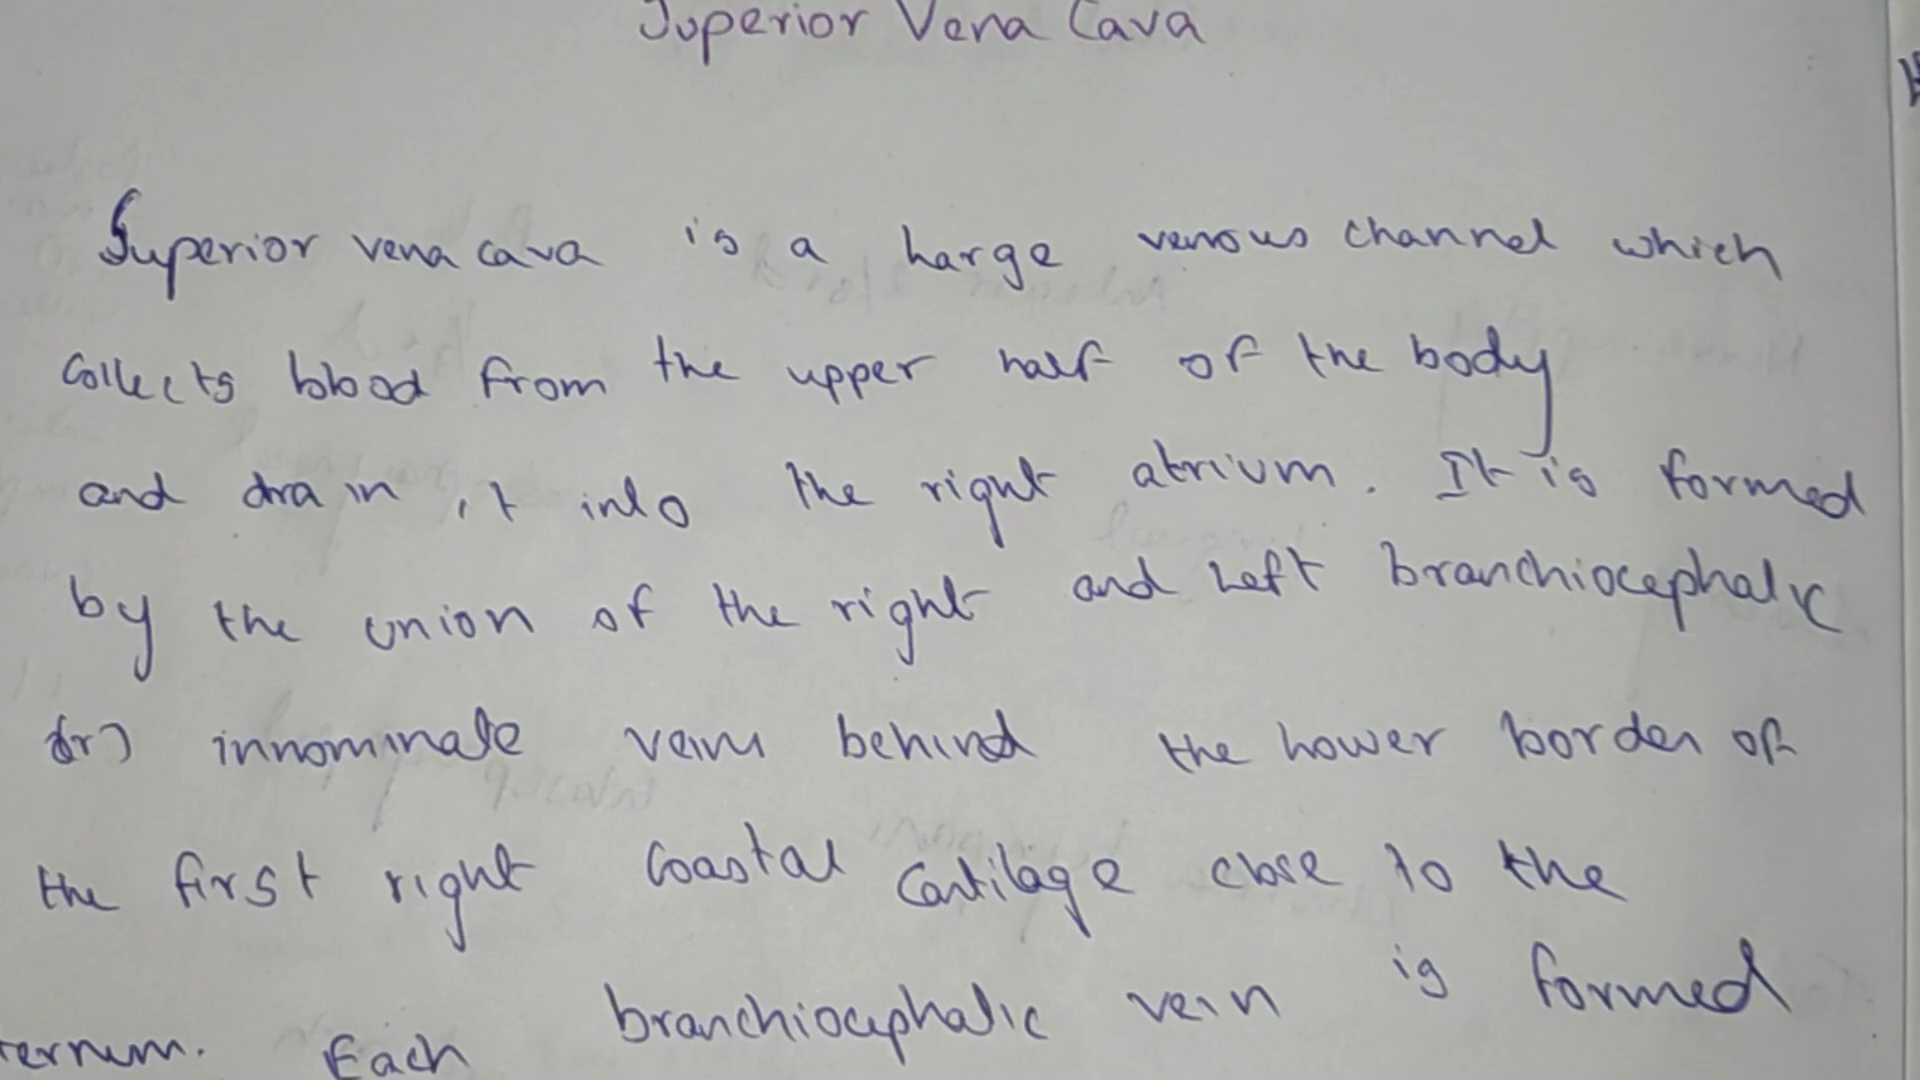 Superior Vena Cava
Superior vena cava is a large venous channel which
collects blood from the upper half of the body
and drain it into the right atrium. It is formed
by the union of the right and left branchiocephalic
(or) innominate veins behind the lower border of
the first right coastal cartilage close to the
ternum. Each branchiocephalic vein is formed